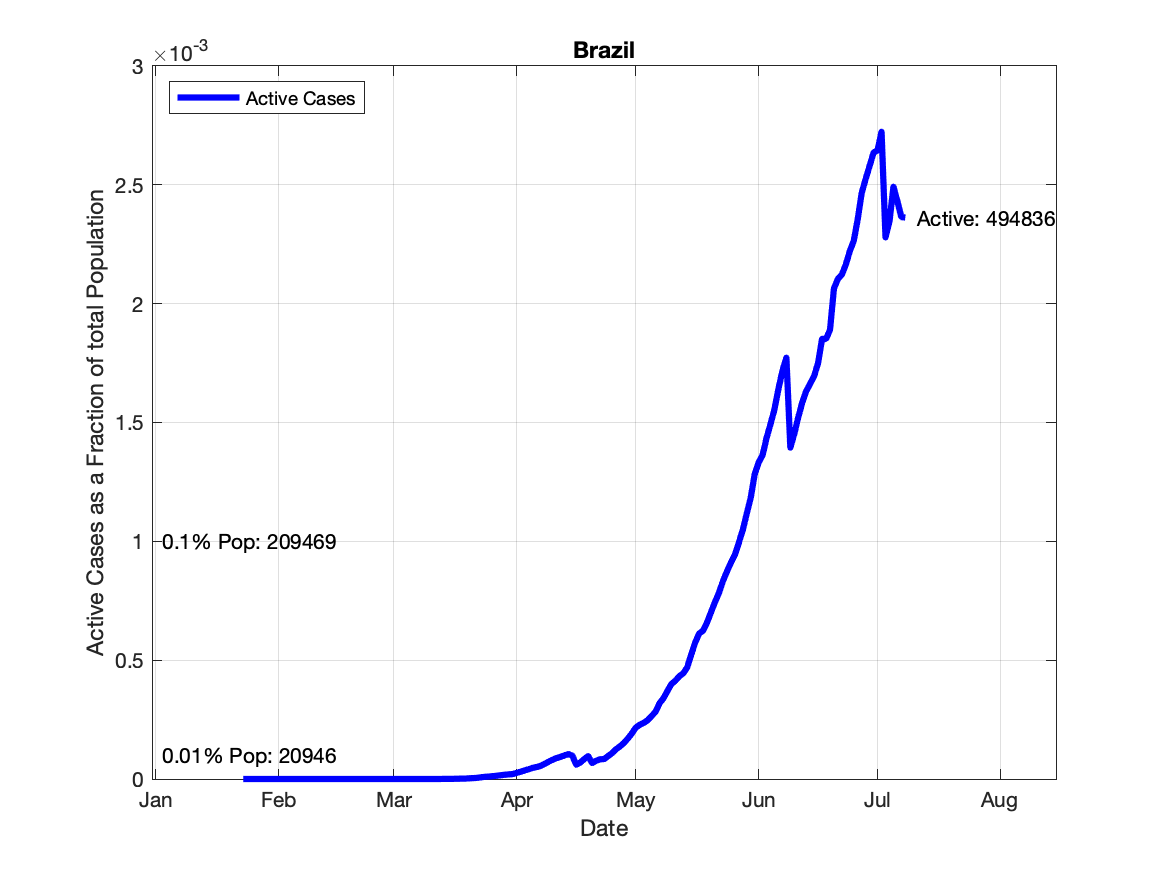 Brazil
×10-3
3
Active Cases
2.5
Active: 494836
2
1.5
1
0.1% Pop: 209469
0.5
0.01% Pop: 20946
0
Active Cases as a Fraction of total Population
Jan Feb Mar Apr May Jun Jul Aug
Date